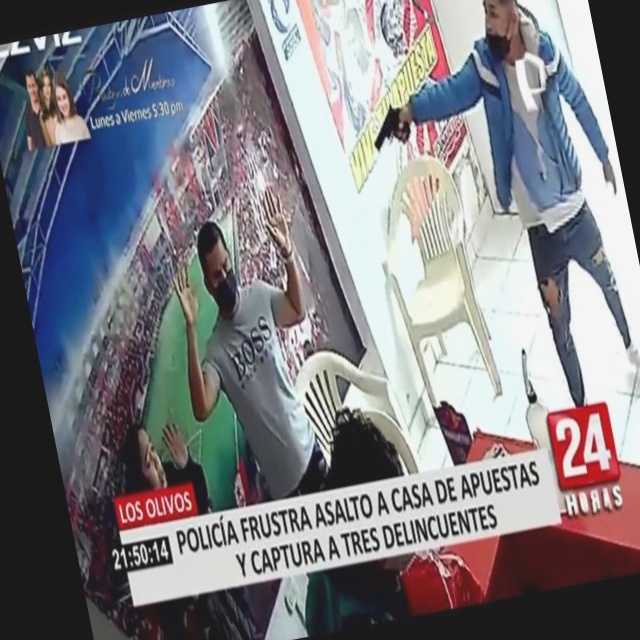 Lunes a Viernes 5:30 pm
BOSS
24
HORAS
LOS OLIVOS
21:50:14
POLICÍA FRUSTRA ASALTO A CASA DE APUESTAS
Y CAPTURA A TRES DELINCUENTES